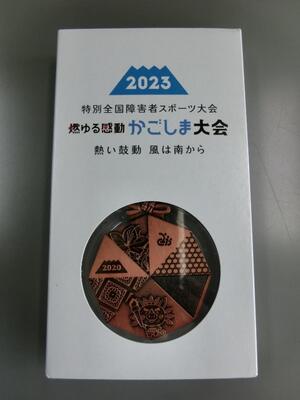 2023
特別全国障害者スポーツ大会
燃ゆる感動 かごしま大会
熱い鼓動 風は南から
2020